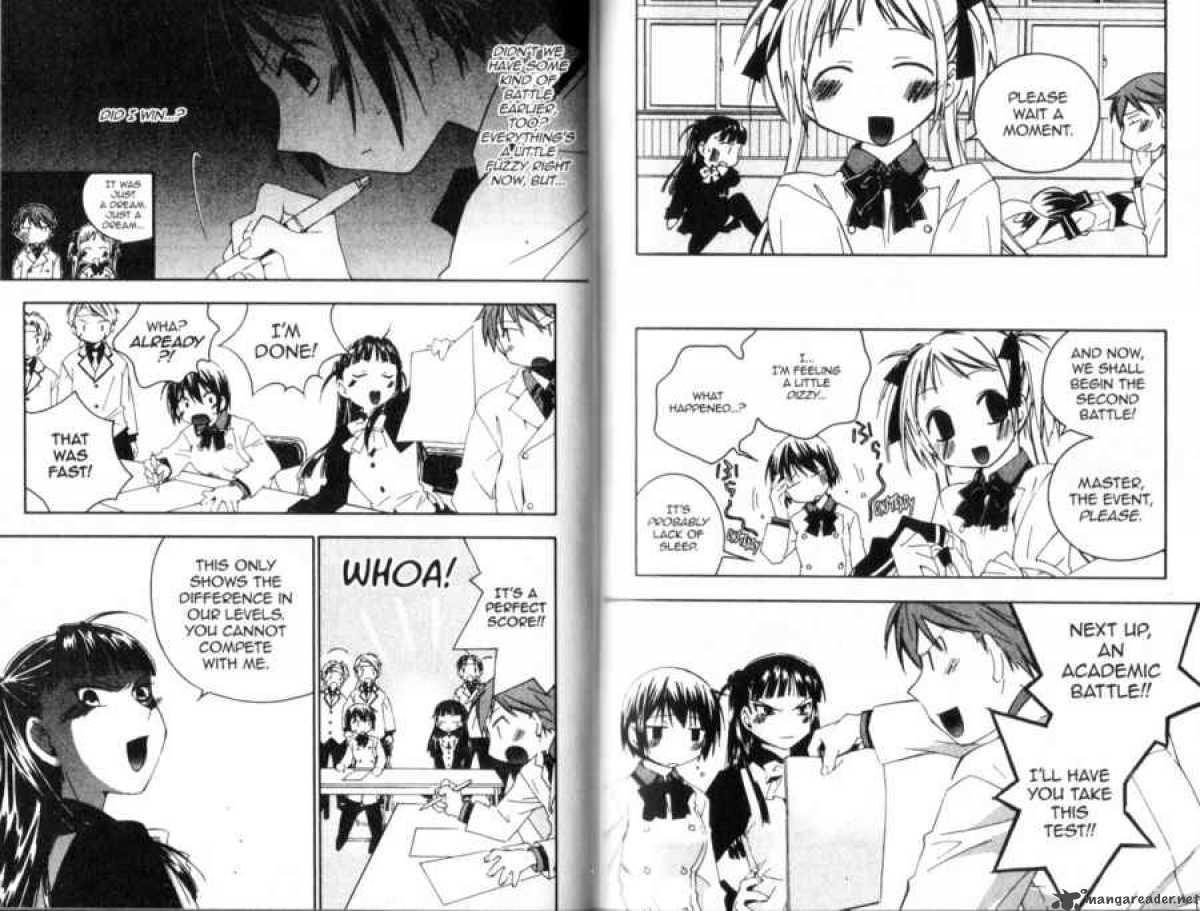 PLEASE
WAIT A
MOMENT.
AND NOW,
WE SHALL
BEGIN THE
SECOND
BATTLE!
MASTER,
THE EVENT,
PLEASE.
I...
I'M FEELING
A LITTLE
DIZZY...
WHAT
HAPPENED...?
IT'S
PROBABLY
LACK OF
SLEEP.
NEXT UP,
AN
ACADEMIC
BATTLE!!
I'LL HAVE
YOU TAKE
THIS
TEST!!
DIDN'T WE
HAVE SOME
KIND OF
BATTLE
EARLIER,
TOO?
EVERYTHING'S
A LITTLE
FUZZY RIGHT
NOW, BUT...
DID I WIN...?
IT WAS
JUST
A DREAM.
JUST A
DREAM...
I'M
DONE!
WHA?
ALREADY
?!
THAT
WAS
FAST!
IT'S A
PERFECT
SCORE!!
WHOA!
THIS ONLY
SHOWS THE
DIFFERENCE IN
OUR LEVELS.
YOU CANNOT
COMPETE
WITH ME.
mangareader.net